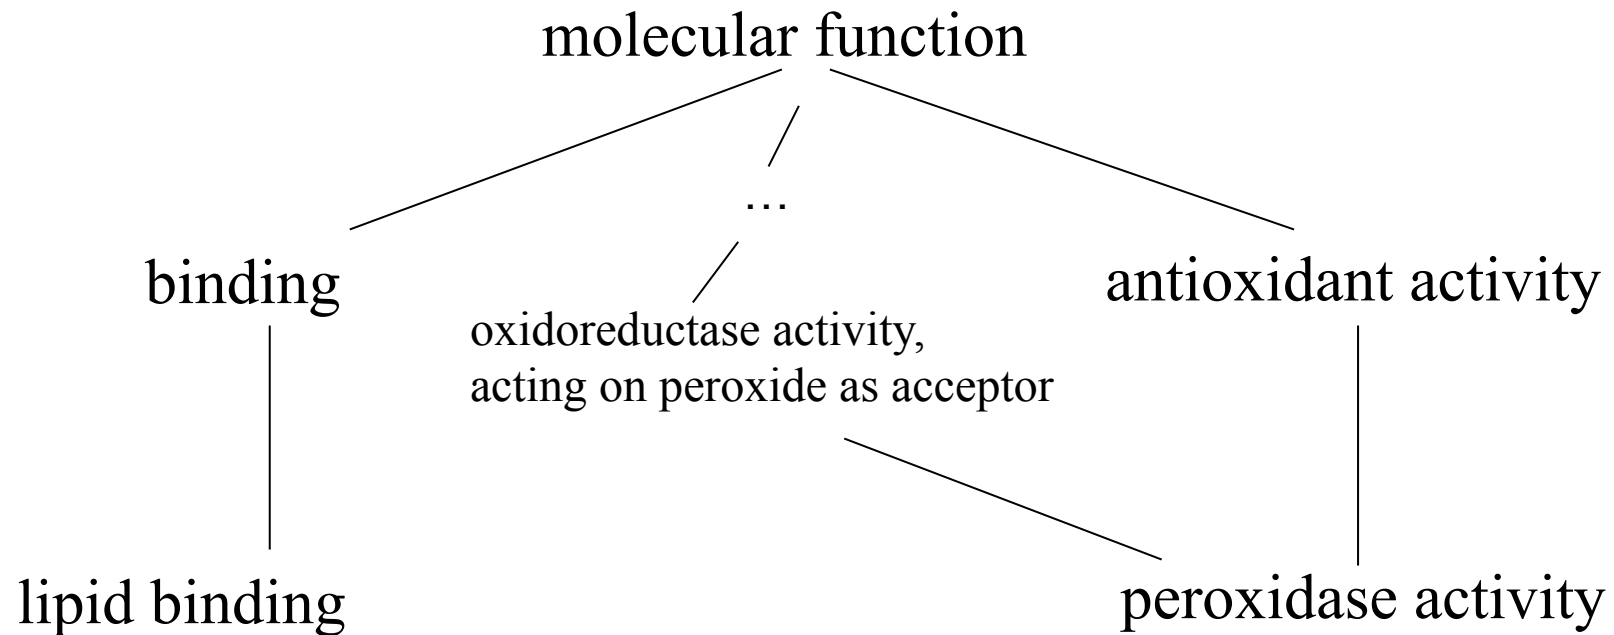 molecular function
...
binding
antioxidant activity
oxidoreductase activity,
acting on peroxide as acceptor
lipid binding
peroxidase activity